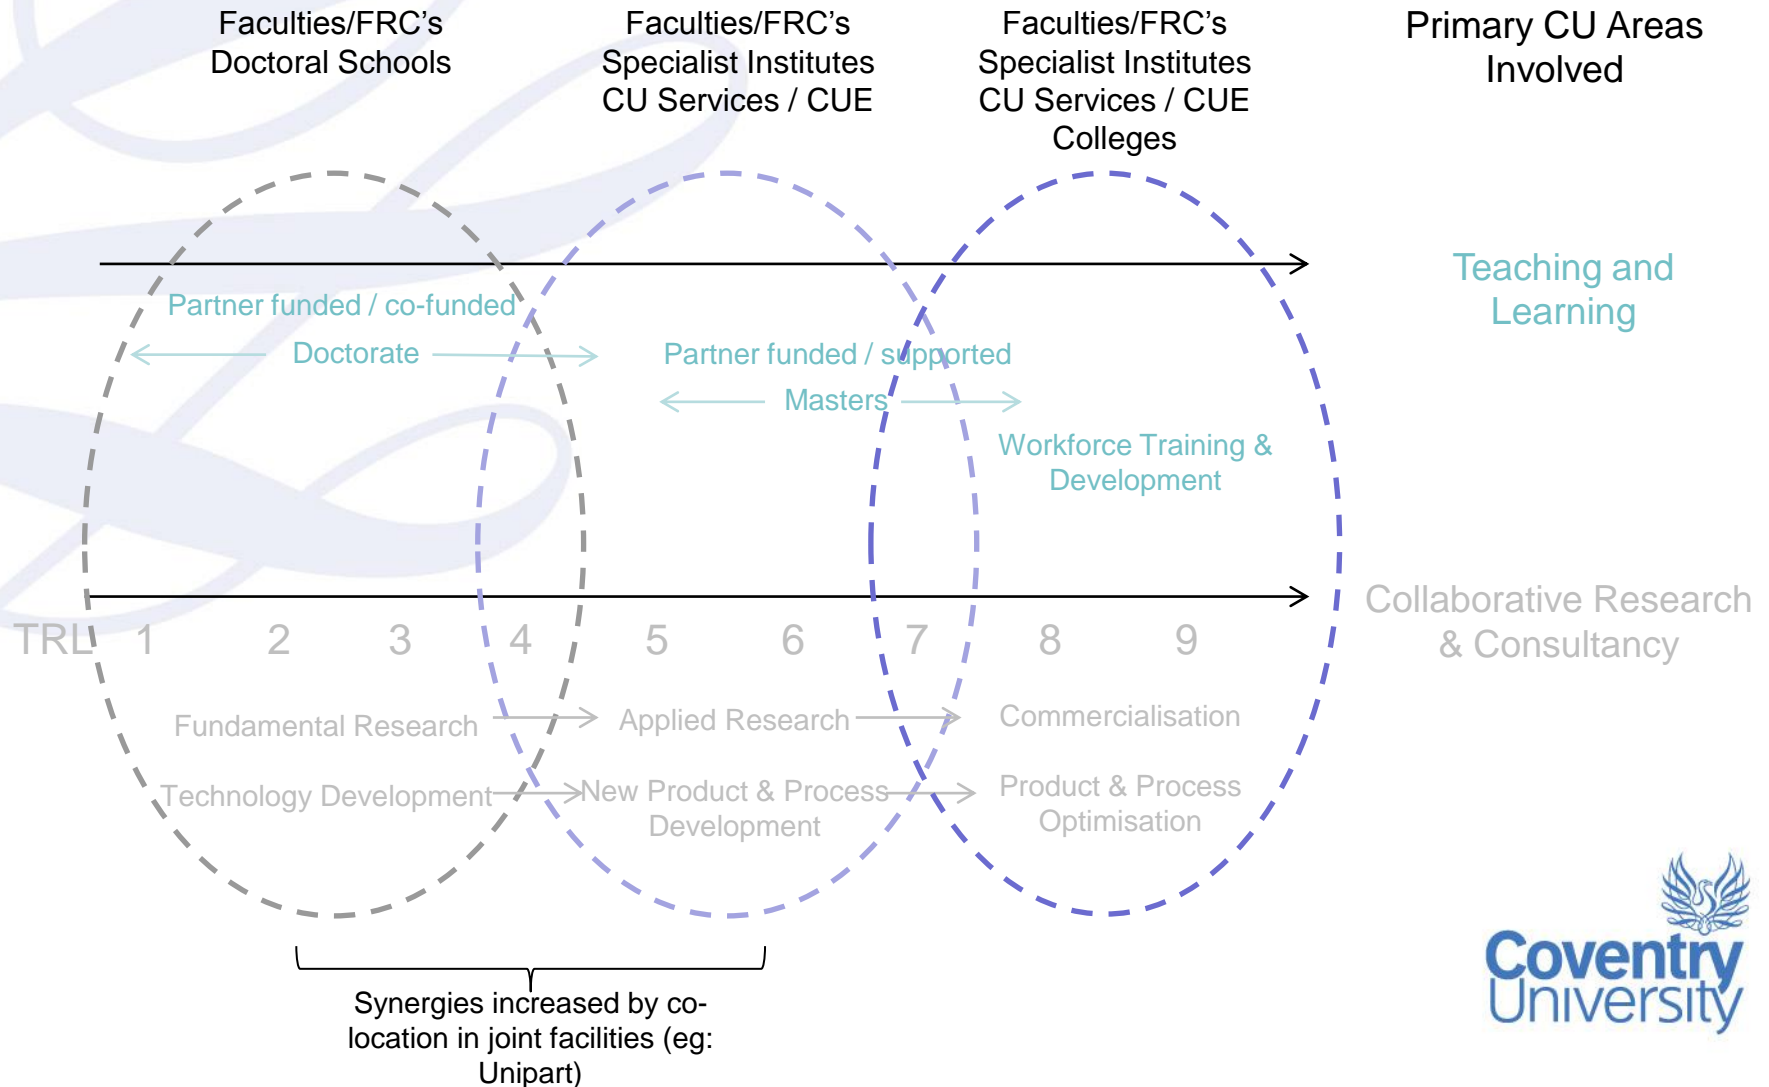 Faculties/FRC’s
Doctoral Schools
Faculties/FRC’s
Specialist Institutes
CU Services / CUE
Faculties/FRC’s
Specialist Institutes
CU Services / CUE
Colleges
Primary CU Areas
Involved
Teaching and
Learning
Partner funded / co-funded
Doctorate
Partner funded / supported
Masters
Workforce Training &
Development
Collaborative Research
& Consultancy
TRL 1 2 3 4 5 6 7 8 9
Fundamental Research
Applied Research
Commercialisation
Technology Development
New Product & Process
Development
Product & Process
Optimisation
Synergies increased by co-
location in joint facilities (eg:
Unipart)
Coventry
University